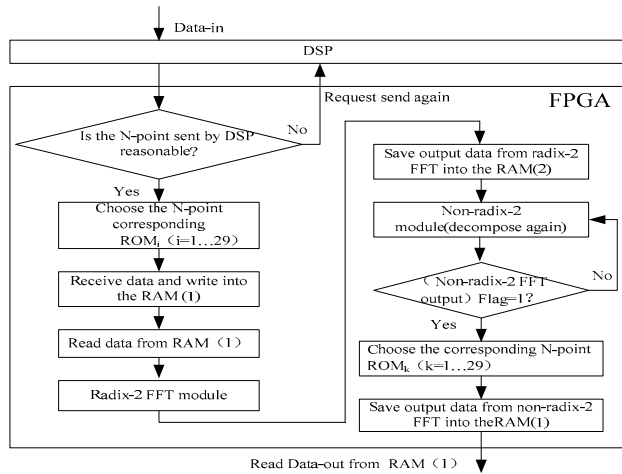 Data-in
DSP
Request send again
FPGA
Is the N-point sent by DSP
reasonable?
No
Yes
Choose the N-point
corresponding
ROMi（i=1…29）
Receive data and write into
the RAM(1)
Read data from RAM（1）
Radix-2 FFT module
Save output data from radix-2
FFT into the RAM(2)
Non-radix-2
module(decompose again)
No
（Non-radix-2 FFT
output）Flag=1?
Yes
Choose the corresponding N-point
ROMk（k=1…29）
Save output data from non-radix-2
FFT into theRAM(1)
Read Data-out from RAM（1）